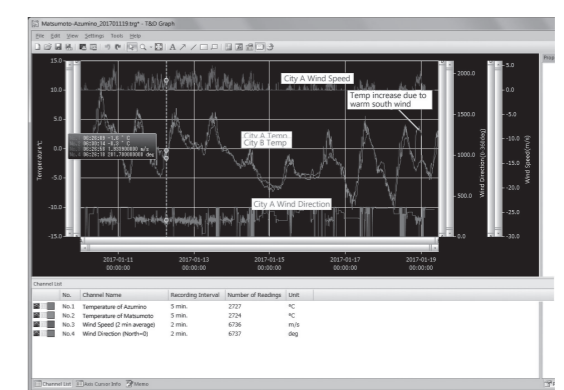 Matsumoto-Azumino_201701119.trg* - T&D Graph
File Edit View Settings Tools Help
Prop
15.0
10.0
5.0
0.0
-5.0
-10.0
-15.0
Temperature/°C
City A Wind Speed
Temp increase due to
warm south wind
City A Temp
City B Temp
City A Wind Direction
2000.0
1500.0
1000.0
500.0
0.0
Wind Direction(0-360deg)
5.0
0.0
-5.0
-10.0
-15.0
-20.0
-25.0
-30.0
Wind Speed(m/s)
2017-01-11
00:00:00
2017-01-13
00:00:00
2017-01-15
00:00:00
2017-01-17
00:00:00
2017-01-19
00:00:00
Channel List
No. Channel Name Recording Interval Number of Readings Unit
No.1 Temperature of Azumino 5 min. 2727 °C
No.2 Temperature of Matsumoto 5 min. 2724 °C
No.3 Wind Speed (2 min average) 2 min. 6736 m/s
No.4 Wind Direction (North=0) 2 min. 6737 deg
Channel List Axis Cursor Info Memo